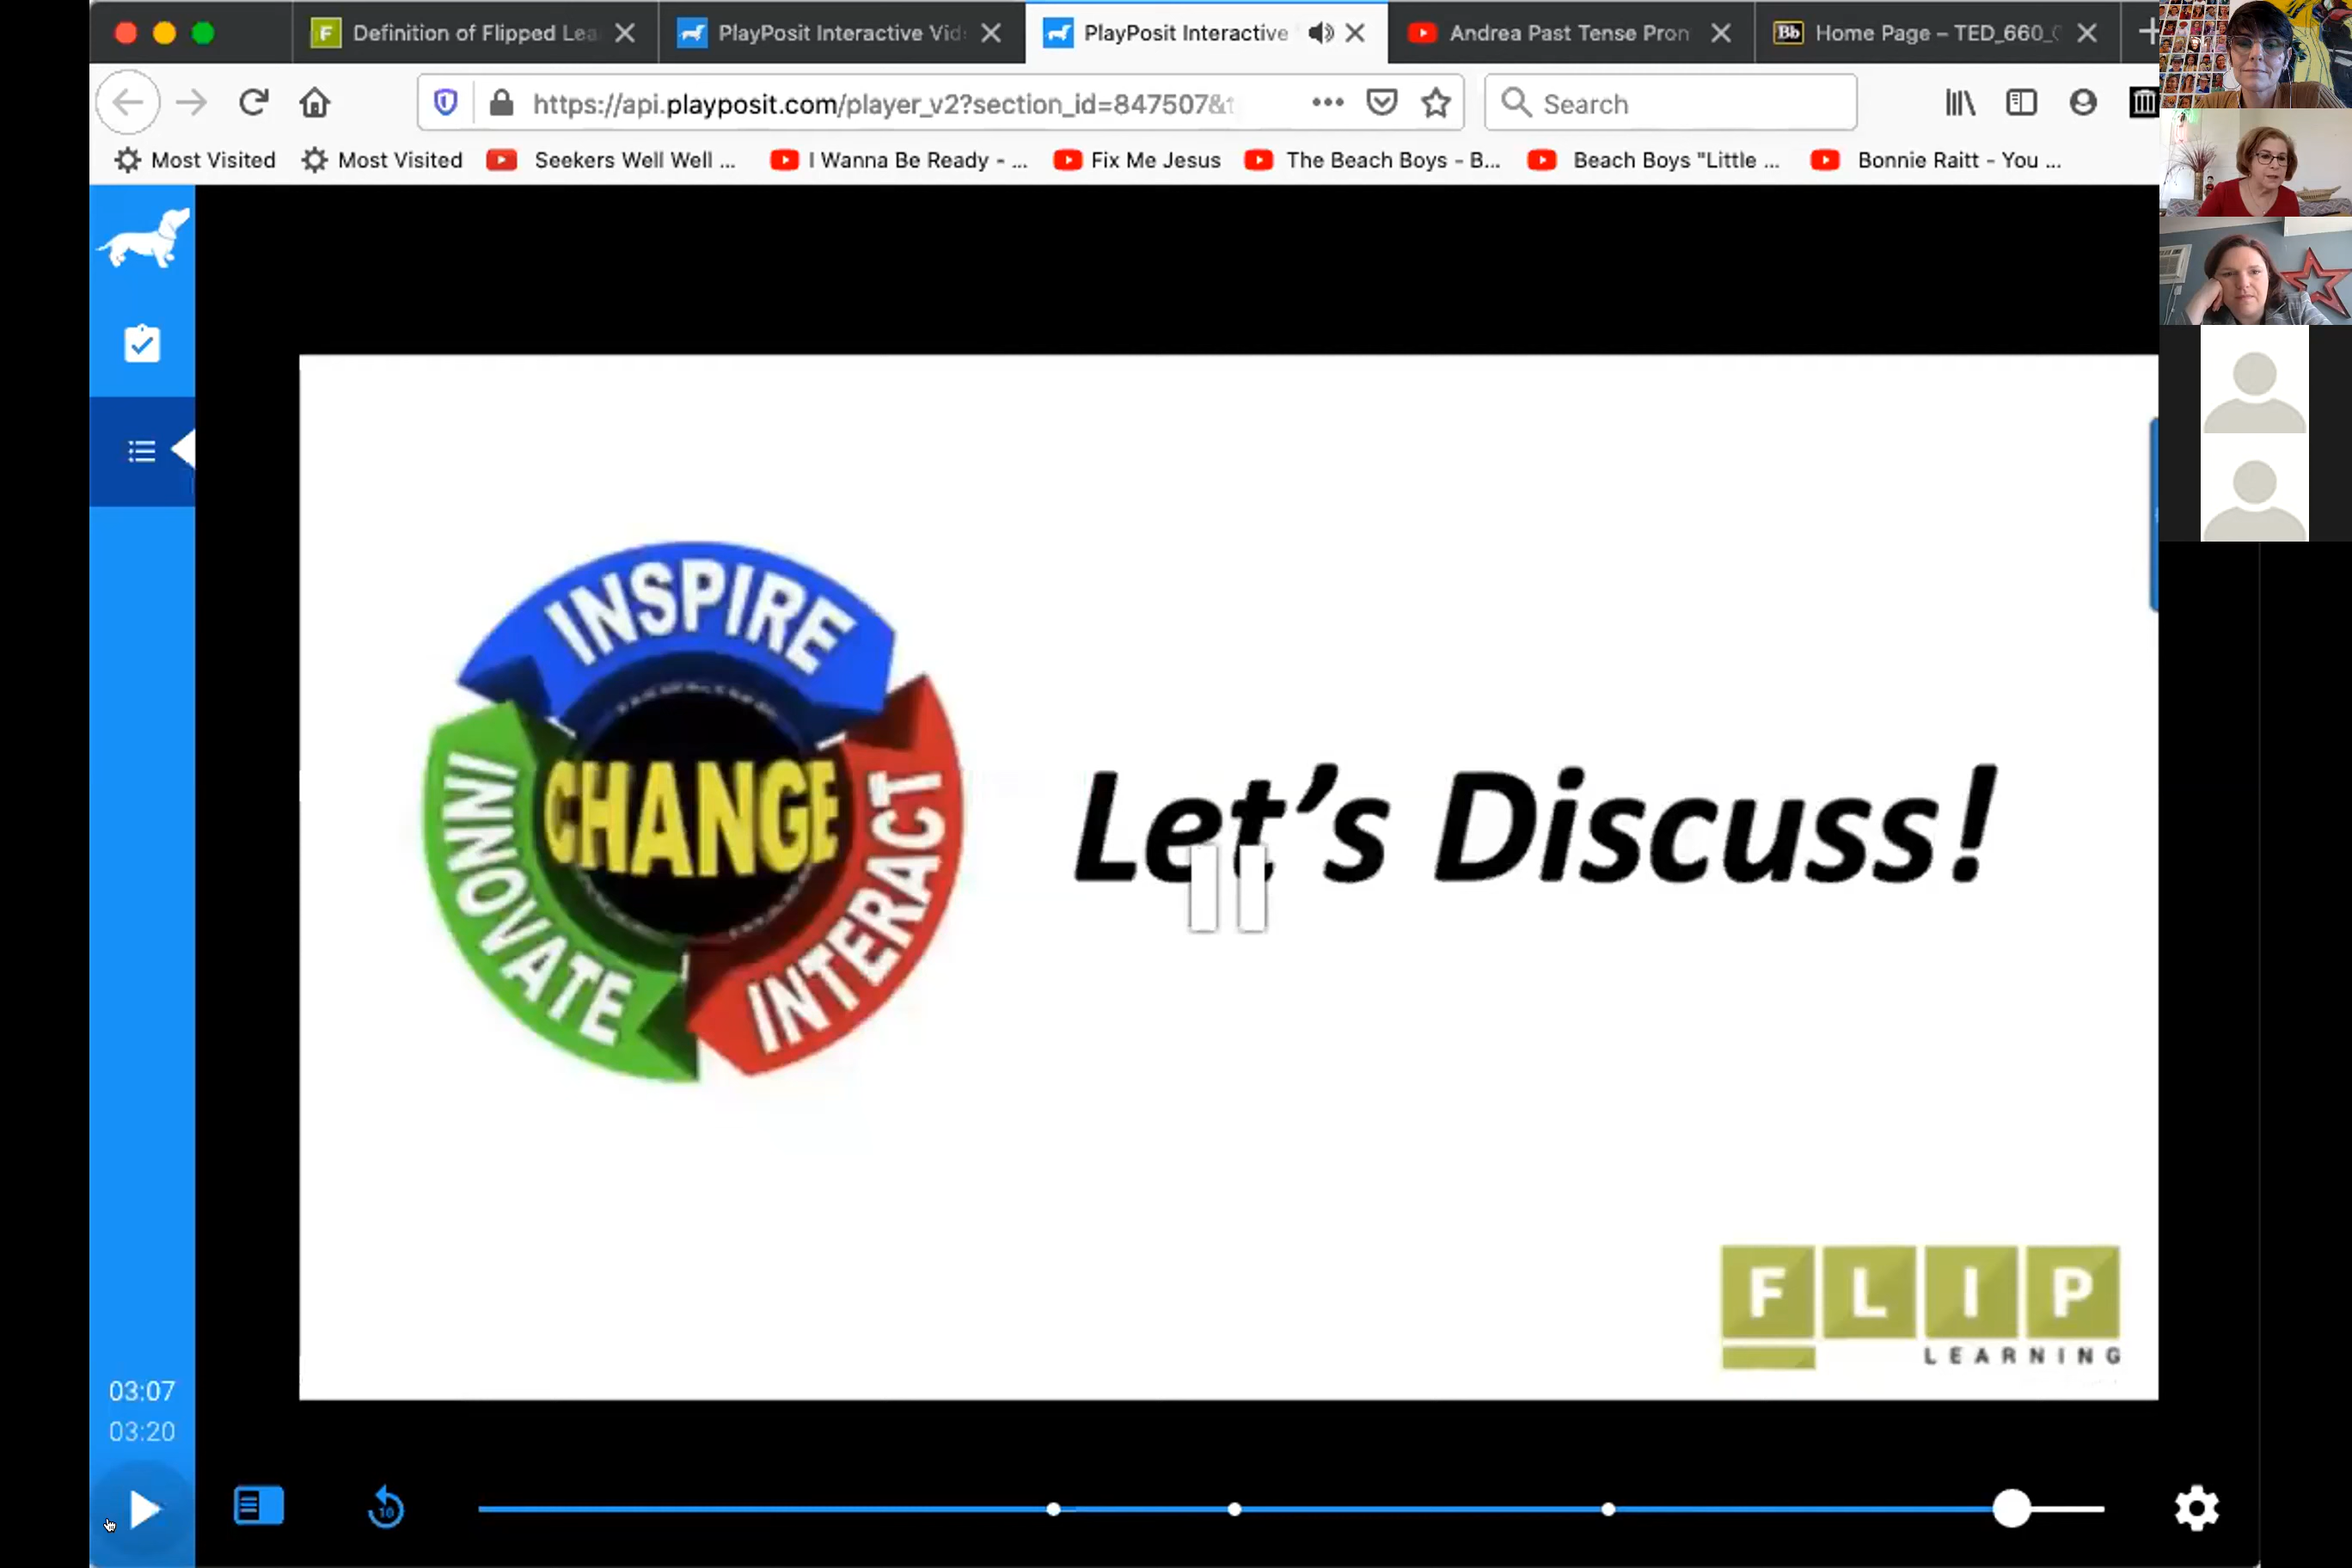 Definition of Flipped Lea
PlayPosit Interactive Vid
PlayPosit Interactive
Andrea Past Tense Pron
Bb Home Page – TED_660_
https://api.playposit.com/player_v2?section_id=847507&t
Search
Most Visited
Most Visited
Seekers Well Well ...
I Wanna Be Ready - ...
Fix Me Jesus
The Beach Boys - B...
Beach Boys "Little ...
Bonnie Raitt - You ...
INSPIRE
INTERACT
INNOVATE
CHANGE
Let's Discuss!
FLIP
LEARNING
03:07
03:20
10